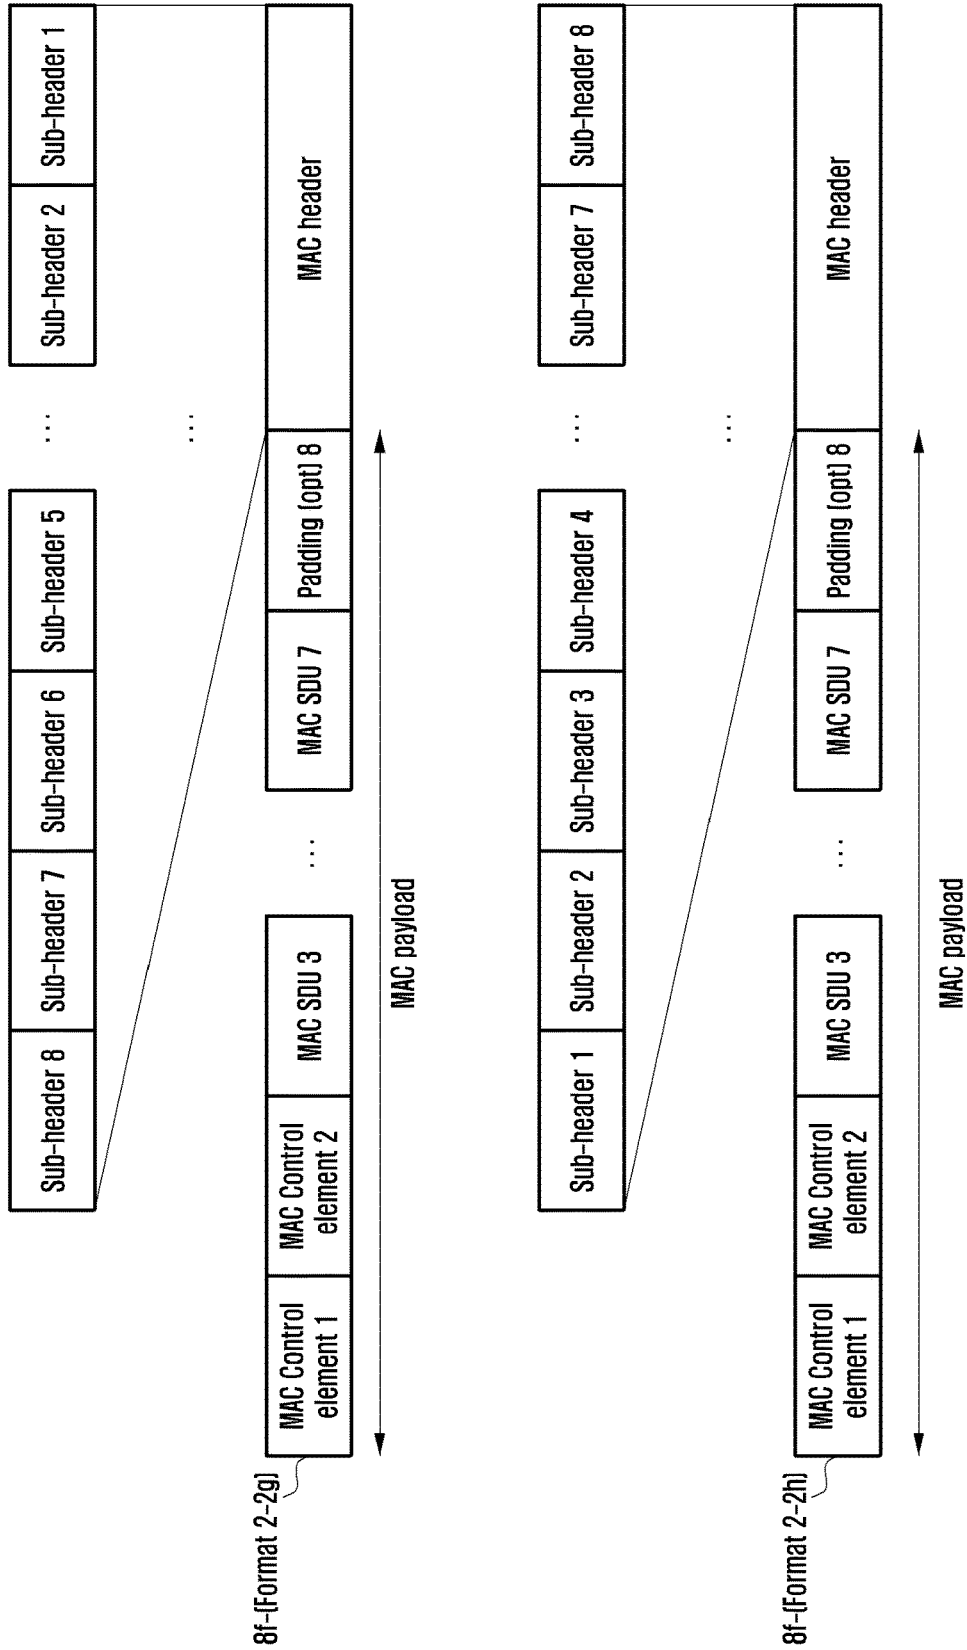 Sub-header 8
Sub-header 7
Sub-header 6
Sub-header 5
...
Sub-header 2
Sub-header 1
...
8f-(Format 2-2g)
MAC Control
element 1
MAC Control
element 2
MAC SDU 3
...
MAC SDU 7
Padding (opt) 8
MAC header
MAC payload
Sub-header 1
Sub-header 2
Sub-header 3
Sub-header 4
...
Sub-header 7
Sub-header 8
...
8f-(Format 2-2h)
MAC Control
element 1
MAC Control
element 2
MAC SDU 3
...
MAC SDU 7
Padding (opt) 8
MAC header
MAC payload